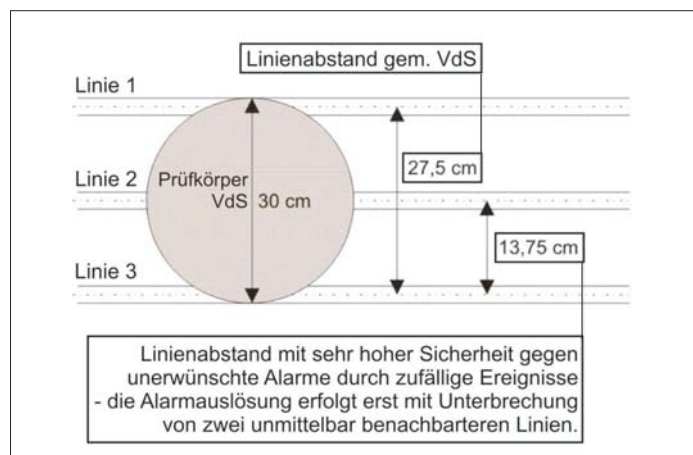 Linienabstand gem. VdS
Linie 1
27,5 cm
Linie 2
Prüfkörper
VdS
30 cm
13,75 cm
Linie 3
Linienabstand mit sehr hoher Sicherheit gegen
unerwünschte Alarme durch zufällige Ereignisse
- die Alarmauslösung erfolgt erst mit Unterbrechung
von zwei unmittelbar benachbarteren Linien.